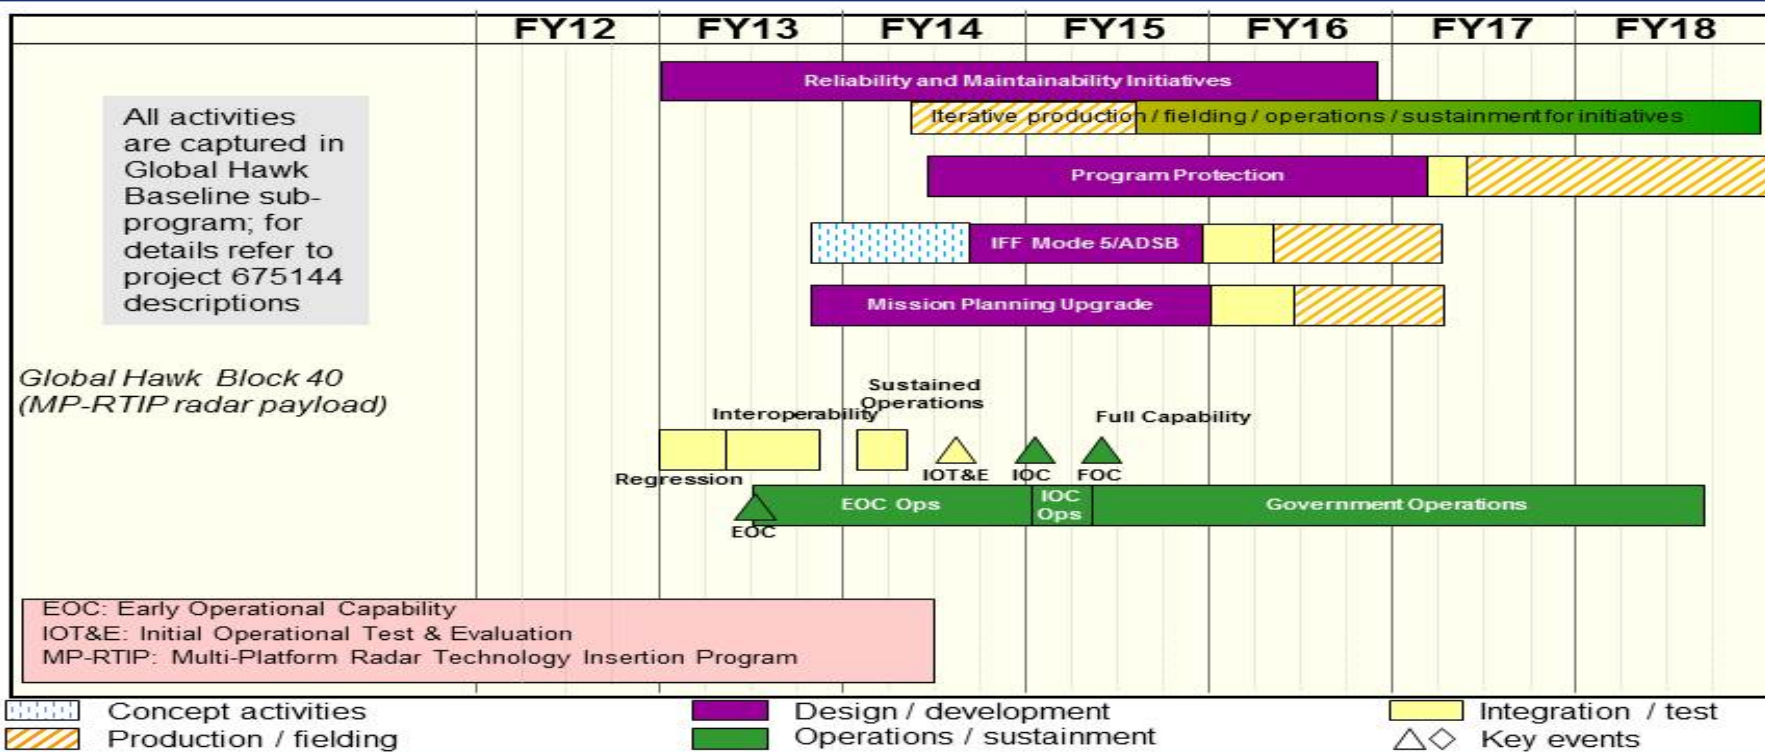 FY12 FY13 FY14 FY15 FY16 FY17 FY18
Reliability and Maintainability Initiatives
Iterative production / fielding / operations / sustainment for initiatives
All activities
are captured in
Global Hawk
Baseline sub-
program; for
details refer to
project 675144
descriptions
Program Protection
IFF Mode 5/ADSB
Mission Planning Upgrade
Global Hawk Block 40
(MP-RTIP radar payload)
Sustained
Operations
Interoperability
Full Capability
Regression
IOT&E
IOC
FOC
EOC Ops
IOC
Ops
Government Operations
EOC
EOC: Early Operational Capability
IOT&E: Initial Operational Test & Evaluation
MP-RTIP: Multi-Platform Radar Technology Insertion Program
Concept activities
Design / development
Integration / test
Production / fielding
Operations / sustainment
Key events